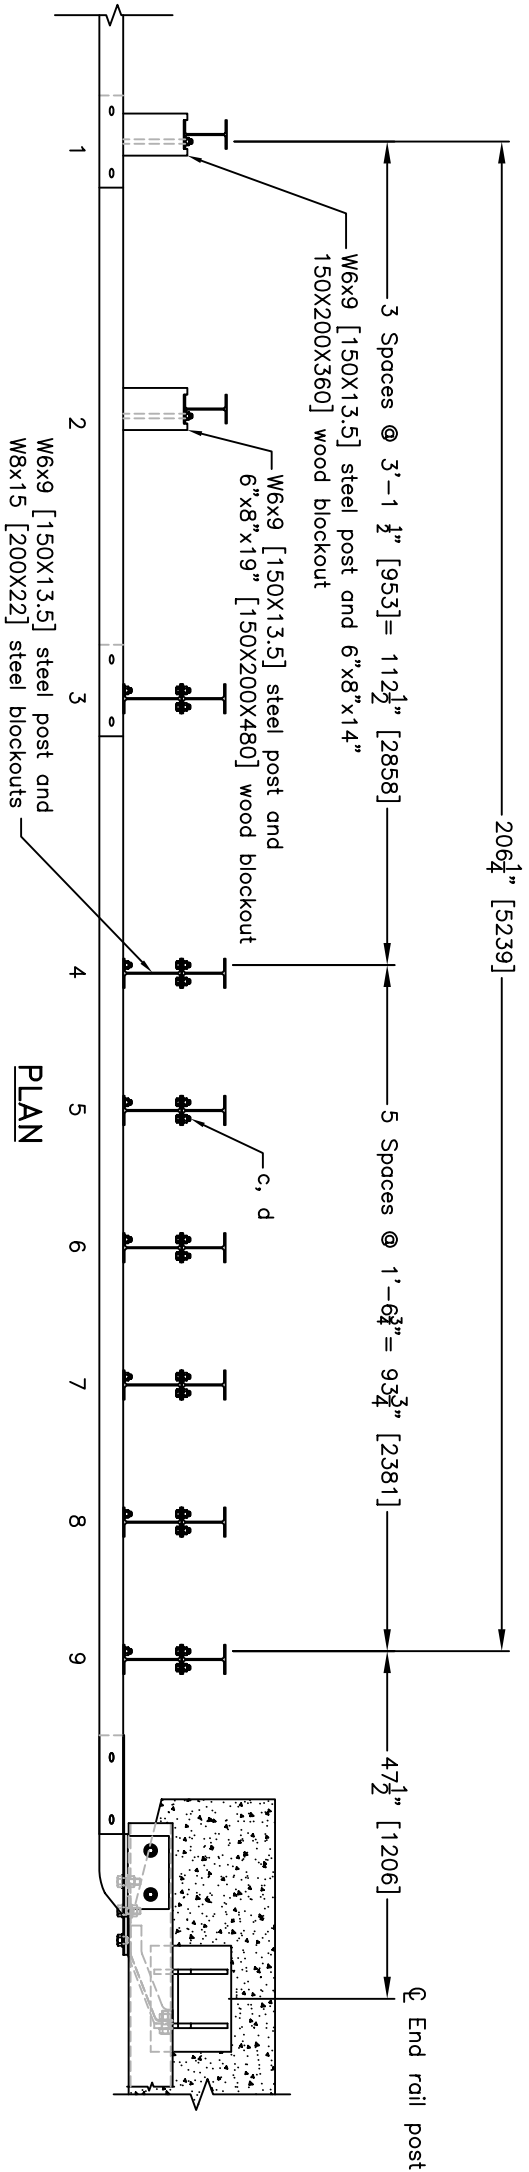 206 1/4" [5239]
3 Spaces @ 3'-1 1/2" [953]= 112 1/2" [2858]
5 Spaces @ 1'-6 3/4"= 93 3/4" [2381]
47 1/2" [1206]
℄ End rail post
W6x9 [150X13.5] steel post and 6"x8"x14"
150X200X360] wood blockout
W6x9 [150X13.5] steel post and
6"x8"x19" [150X200X480] wood blockout
c, d
1
2
3
4
5
6
7
8
9
W6x9 [150X13.5] steel post and
W8x15 [200X22] steel blockouts
PLAN